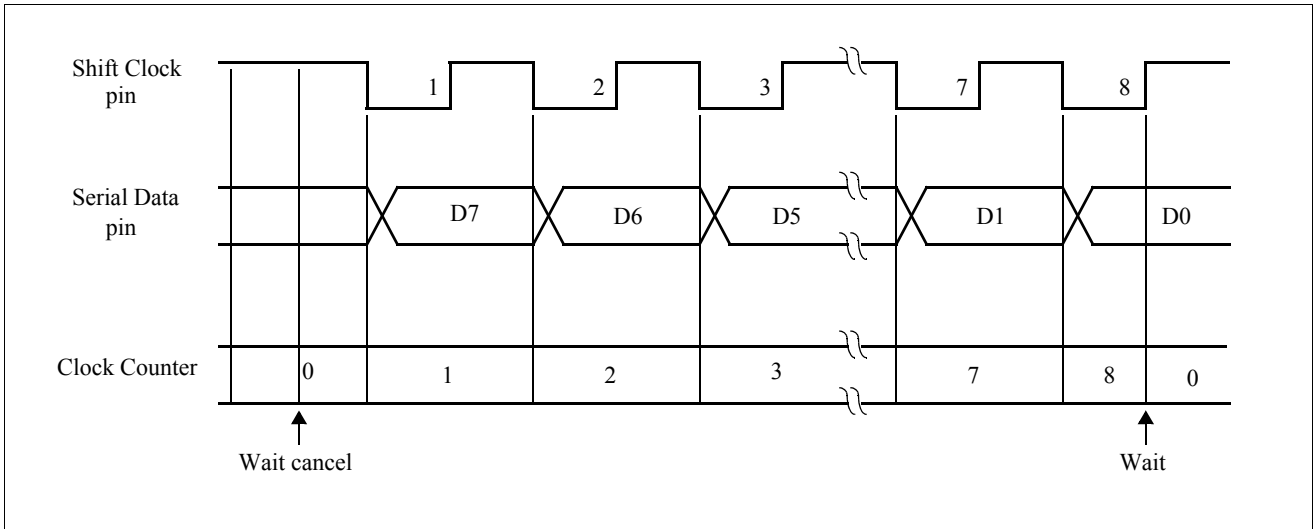 Shift Clock
pin
1 2 3 7 8
Serial Data
pin
D7 D6 D5 D1 D0
Clock Counter
0 1 2 3 7 8 0
Wait cancel
Wait